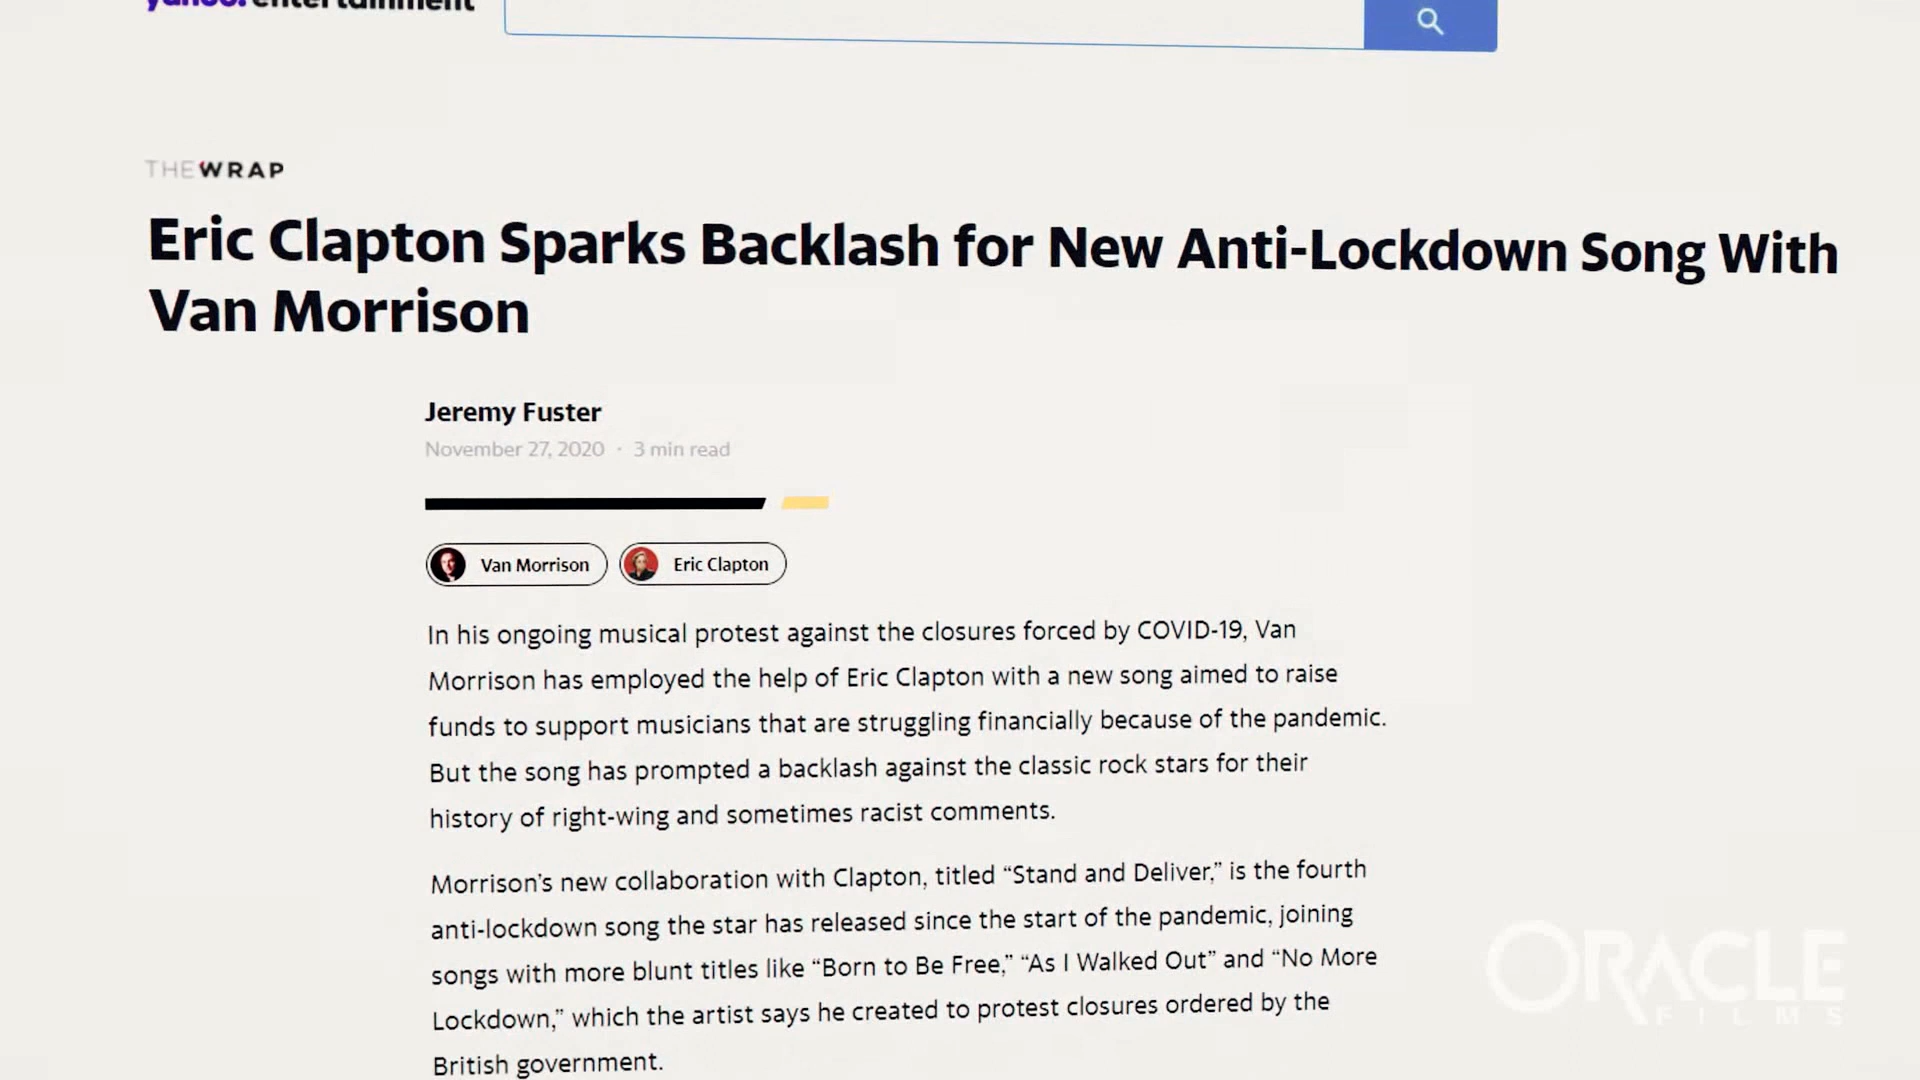 yahoo! entertainment
THEWRAP
Eric Clapton Sparks Backlash for New Anti-Lockdown Song With
Van Morrison
Jeremy Fuster
November 27, 2020 · 3 min read
Van Morrison Eric Clapton
In his ongoing musical protest against the closures forced by COVID-19, Van
Morrison has employed the help of Eric Clapton with a new song aimed to raise
funds to support musicians that are struggling financially because of the pandemic.
But the song has prompted a backlash against the classic rock stars for their
history of right-wing and sometimes racist comments.
Morrison’s new collaboration with Clapton, titled “Stand and Deliver,” is the fourth
anti-lockdown song the star has released since the start of the pandemic, joining
songs with more blunt titles like “Born to Be Free,” “As I Walked Out” and “No More
Lockdown,” which the artist says he created to protest closures ordered by the
British government.
ORACLE
FILMS